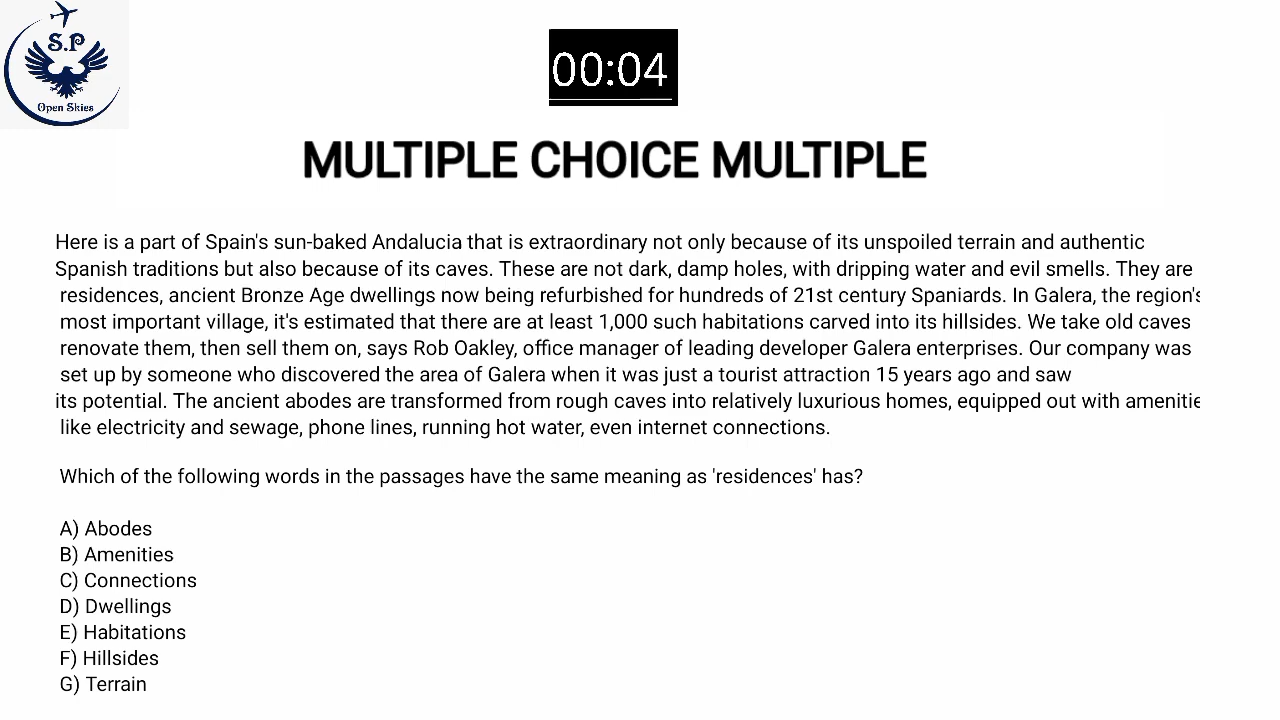 S.P
Open Skies
00:04
MULTIPLE CHOICE MULTIPLE
Here is a part of Spain's sun-baked Andalucia that is extraordinary not only because of its unspoiled terrain and authentic
Spanish traditions but also because of its caves. These are not dark, damp holes, with dripping water and evil smells. They are
residences, ancient Bronze Age dwellings now being refurbished for hundreds of 21st century Spaniards. In Galera, the region's
most important village, it's estimated that there are at least 1,000 such habitations carved into its hillsides. We take old caves
renovate them, then sell them on, says Rob Oakley, office manager of leading developer Galera enterprises. Our company was
set up by someone who discovered the area of Galera when it was just a tourist attraction 15 years ago and saw
its potential. The ancient abodes are transformed from rough caves into relatively luxurious homes, equipped out with amenitie
like electricity and sewage, phone lines, running hot water, even internet connections.
Which of the following words in the passages have the same meaning as 'residences' has?
A) Abodes
B) Amenities
C) Connections
D) Dwellings
E) Habitations
F) Hillsides
G) Terrain